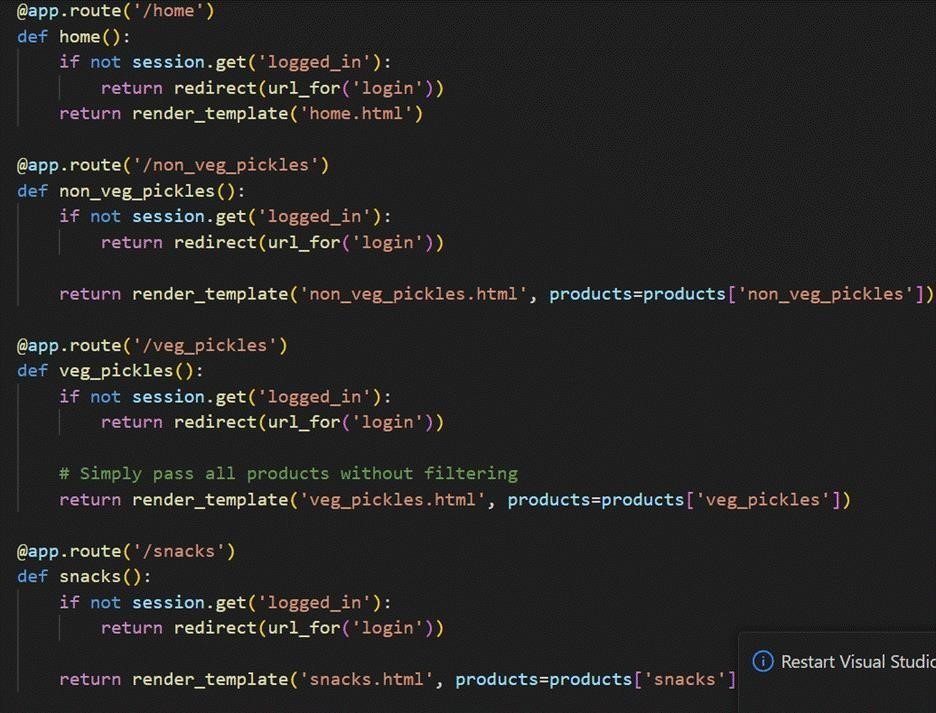 @app.route('/home')
def home():
    if not session.get('logged_in'):
        return redirect(url_for('login'))
    return render_template('home.html')

@app.route('/non_veg_pickles')
def non_veg_pickles():
    if not session.get('logged_in'):
        return redirect(url_for('login'))

    return render_template('non_veg_pickles.html', products=products['non_veg_pickles'])

@app.route('/veg_pickles')
def veg_pickles():
    if not session.get('logged_in'):
        return redirect(url_for('login'))

    # Simply pass all products without filtering
    return render_template('veg_pickles.html', products=products['veg_pickles'])

@app.route('/snacks')
def snacks():
    if not session.get('logged_in'):
        return redirect(url_for('login'))

    return render_template('snacks.html', products=products['snacks']
Restart Visual Studio